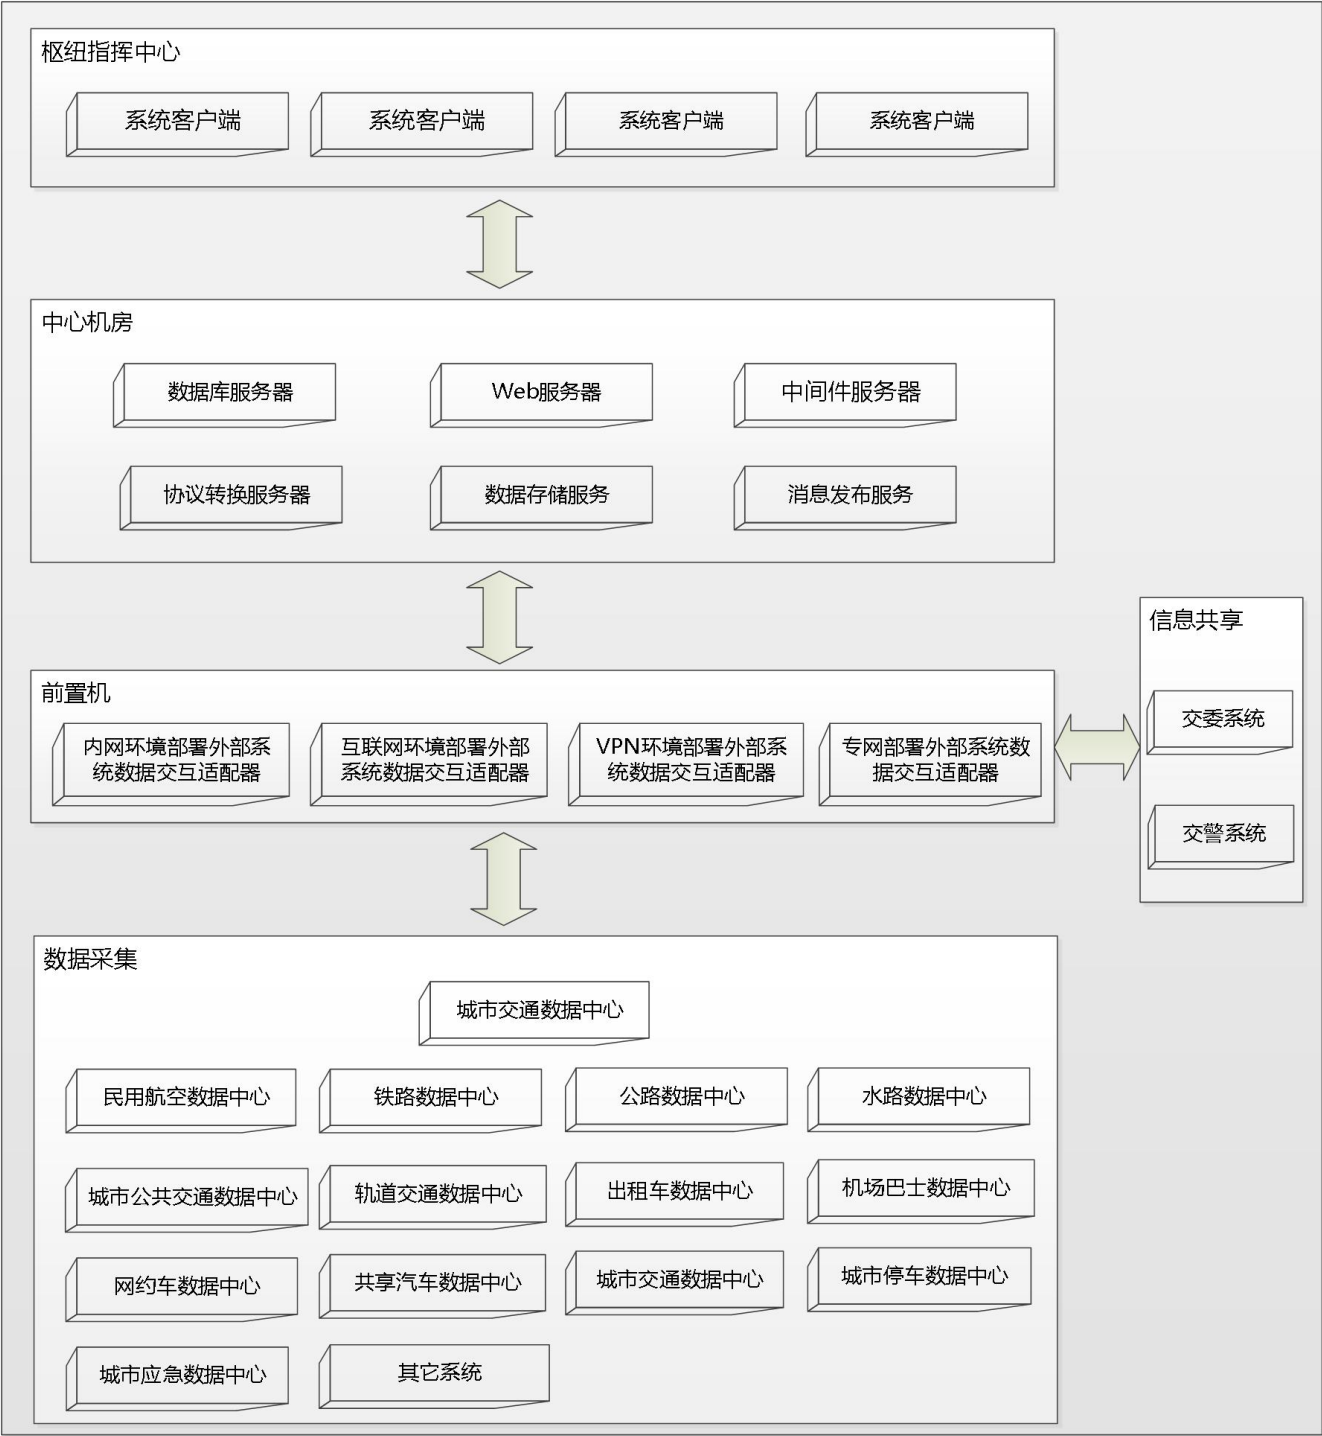 枢纽指挥中心
系统客户端
系统客户端
系统客户端
系统客户端
中心机房
数据库服务器
Web服务器
中间件服务器
协议转换服务器
数据存储服务
消息发布服务
前置机
内网环境部署外部系
统数据交互适配器
互联网环境部署外部
系统数据交互适配器
VPN环境部署外部系
统数据交互适配器
专网部署外部系统数
据交互适配器
信息共享
交委系统
交警系统
数据采集
城市交通数据中心
民用航空数据中心
铁路数据中心
公路数据中心
水路数据中心
城市公共交通数据中心
轨道交通数据中心
出租车数据中心
机场巴士数据中心
网约车数据中心
共享汽车数据中心
城市交通数据中心
城市停车数据中心
城市应急数据中心
其它系统